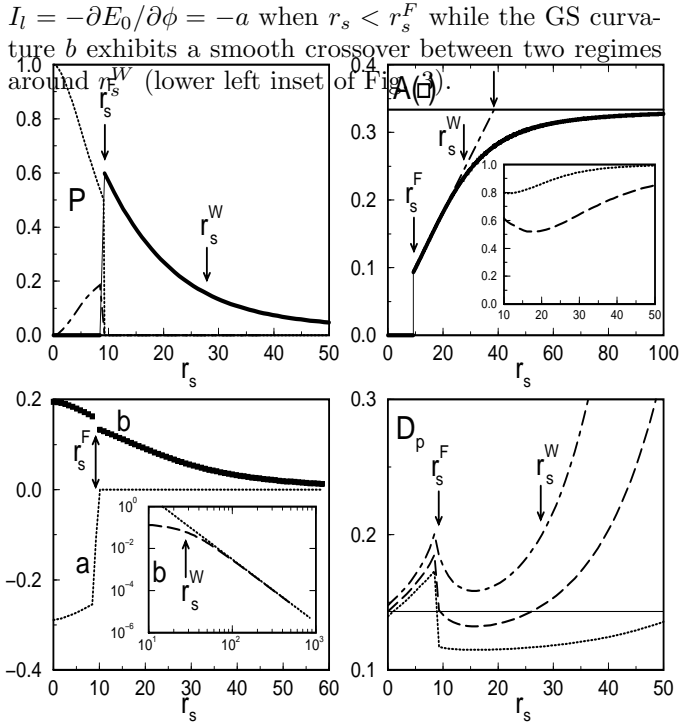 I_l = −∂E_0/∂ϕ = −a when r_s < r_s^F while the GS curva-
ture b exhibits a smooth crossover between two regimes
around r_s^W (lower left inset of Fig. 3).
1.0
0.8
0.6
0.4
0.2
0.0
P
r_s^F
r_s^W
0 10 20 30 40 50
r_s
0.4
0.3
0.2
0.1
0.0
A(□)
r_s^F
r_s^W
0 20 40 60 80 100
r_s
1.0
0.8
0.6
0.4
0.2
0.0
10 20 30 40 50
0.2
0.0
−0.2
−0.4
b
r_s^F
a
0 10 20 30 40 50 60
r_s
10^0
10^−2
10^−4
10^−6
b
r_s^W
10^1 10^2 10^3
0.3
0.2
0.1
D_p
r_s^F
r_s^W
0 10 20 30 40 50
r_s